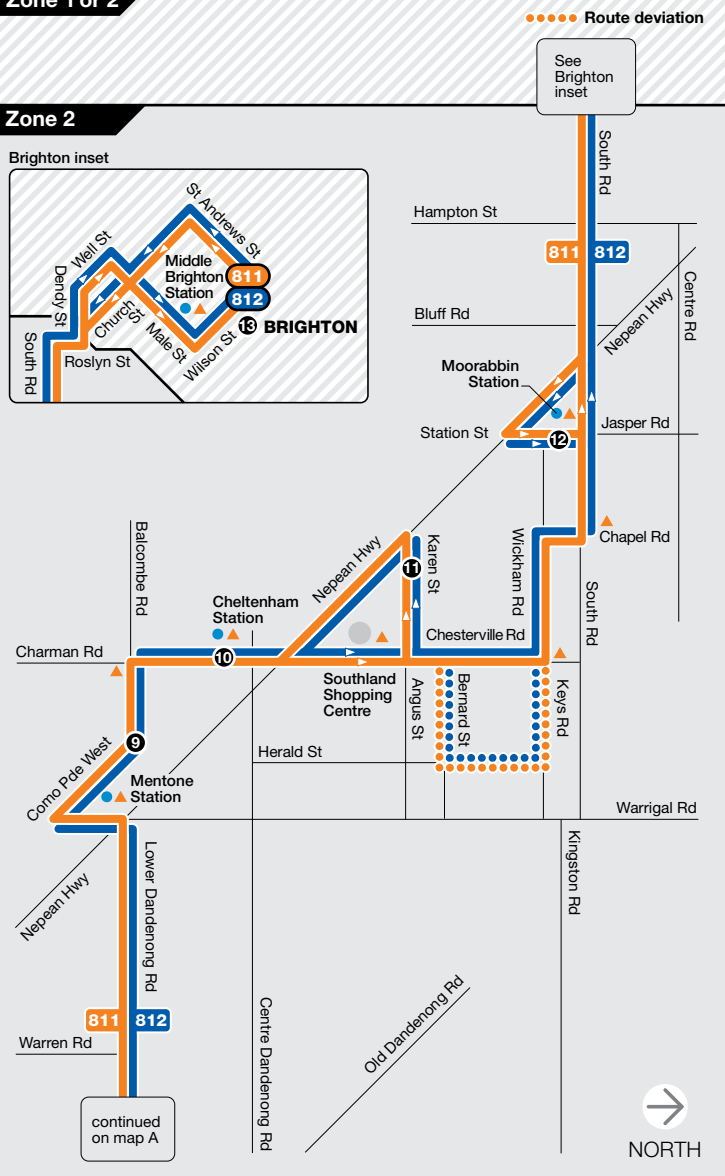 Zone 1 or 2
Route deviation
See
Brighton
inset
Zone 2
Brighton inset
St Andrews St
Well St
Middle
Brighton
Station
811
812
Dendy St
Church
St
Male St
Wilson St
13 BRIGHTON
South Rd
Roslyn St
South Rd
Hampton St
811 812
Centre Rd
Nepean Hwy
Bluff Rd
Moorabbin
Station
Station St
12
Jasper Rd
Balcombe Rd
Nepean Hwy
11
Karen St
Wickham Rd
Chapel Rd
South Rd
Cheltenham
Station
Chesterville Rd
Charman Rd
10
Southland
Shopping
Centre
Angus St
Bernard St
Keys Rd
9
Como Pde West
Herald St
Mentone
Station
Warrigal Rd
Nepean Hwy
Lower Dandenong Rd
Kingston Rd
Centre Dandenong Rd
Old Dandenong Rd
811 812
Warren Rd
continued
on map A
NORTH